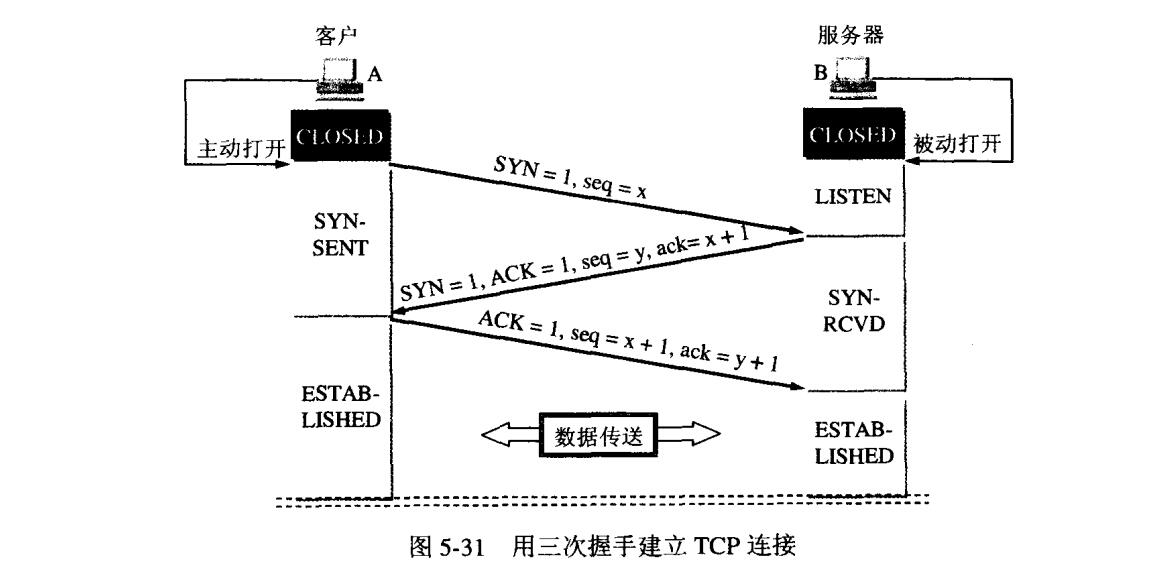 客户
服务器
A
B
CLOSED
CLOSED
主动打开
被动打开
SYN = 1, seq = x
LISTEN
SYN-
SENT
SYN = 1, ACK = 1, seq = y, ack= x + 1
SYN-
RCVD
ACK = 1, seq = x + 1, ack = y + 1
ESTAB-
LISHED
数据传送
ESTAB-
LISHED
图 5-31 用三次握手建立 TCP 连接